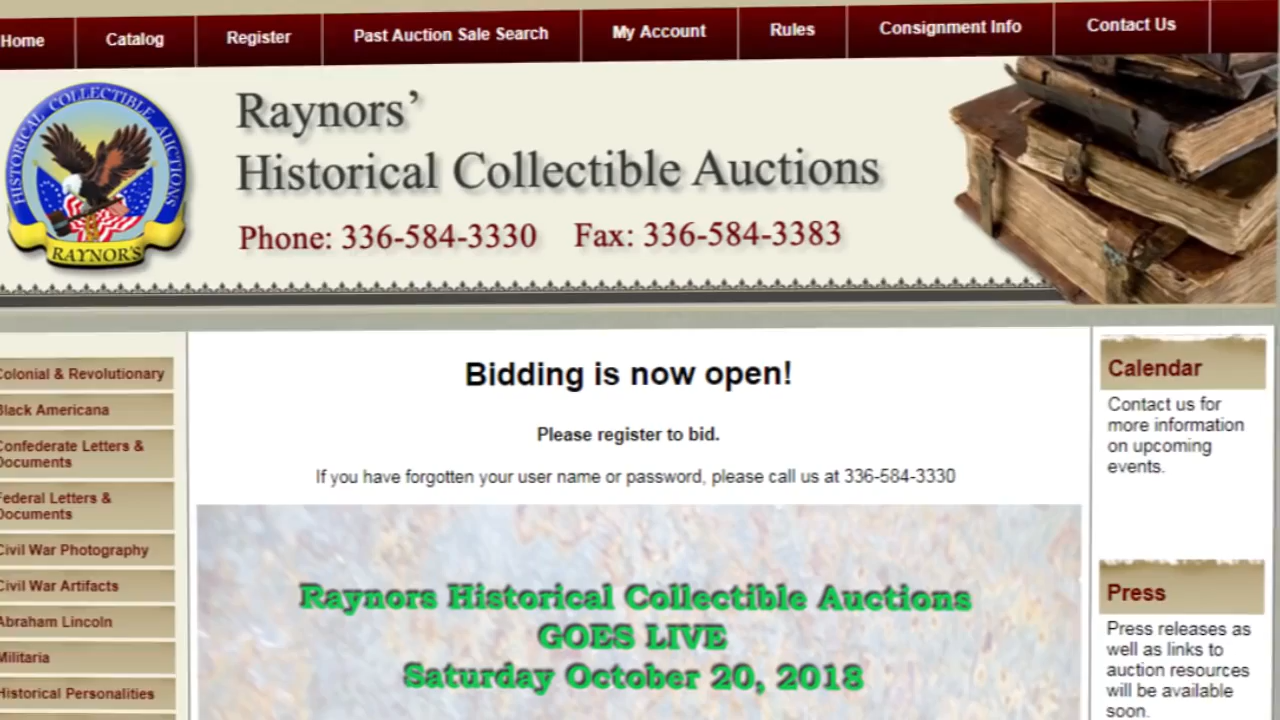 Home Catalog Register Past Auction Sale Search My Account Rules Consignment Info Contact Us
HISTORICAL COLLECTIBLE AUCTIONS
RAYNOR'S
Raynors’
Historical Collectible Auctions
Phone: 336-584-3330 Fax: 336-584-3383
Colonial & Revolutionary
Black Americana
Confederate Letters &
Documents
Federal Letters &
Documents
Civil War Photography
Civil War Artifacts
Abraham Lincoln
Militaria
Historical Personalities
Bidding is now open!
Please register to bid.
If you have forgotten your user name or password, please call us at 336-584-3330
Raynors Historical Collectible Auctions
GOES LIVE
Saturday October 20, 2018
Calendar
Contact us for
more information
on upcoming
events.
Press
Press releases as
well as links to
auction resources
will be available
soon.